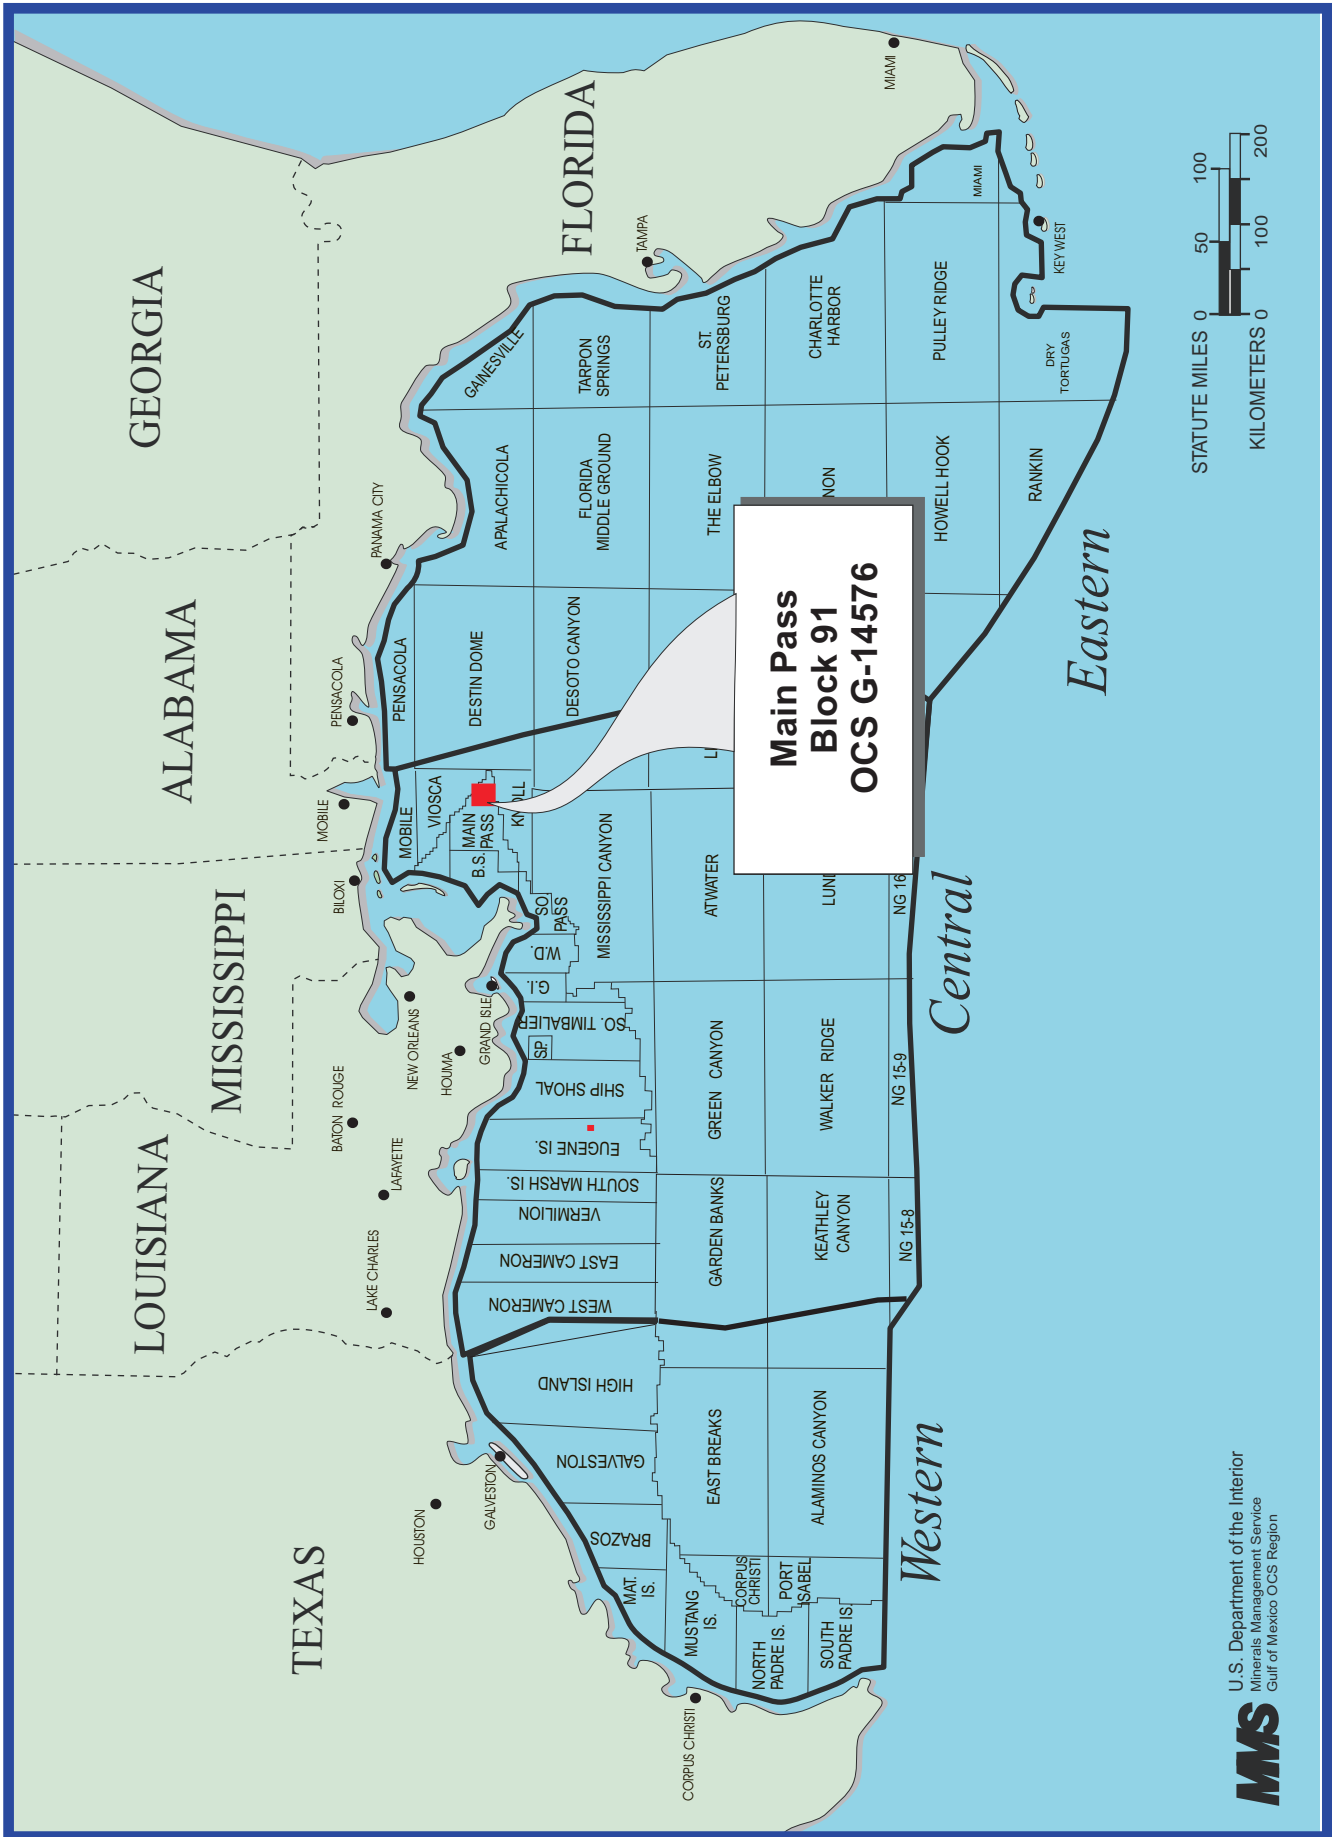 TEXAS
LOUISIANA
MISSISSIPPI
ALABAMA
GEORGIA
FLORIDA
HOUSTON
GALVESTON
CORPUS CHRISTI
LAKE CHARLES
LAFAYETTE
BATON ROUGE
NEW ORLEANS
HOUMA
GRAND ISLE
BILOXI
MOBILE
PENSACOLA
PANAMA CITY
TAMPA
MIAMI
KEY WEST
MAT.
IS.
BRAZOS
GALVESTON
HIGH ISLAND
WEST CAMERON
EAST CAMERON
VERMILION
SOUTH MARSH IS.
EUGENE IS.
SHIP SHOAL
S.P.
SO. TIMBALIER
G.I.
W.D.
SO.
PASS
B.S.
MAIN
PASS
MOBILE
VIOSCA
KNOLL
PENSACOLA
DESTIN DOME
DESOTO CANYON
APALACHICOLA
GAINESVILLE
FLORIDA
MIDDLE GROUND
TARPON
SPRINGS
THE ELBOW
ST.
PETERSBURG
NON
CHARLOTTE
HARBOR
HOWELL HOOK
PULLEY RIDGE
MIAMI
RANKIN
DRY
TORTUGAS
MUSTANG
IS.
NORTH
PADRE IS.
SOUTH
PADRE IS.
CORPUS
CHRISTI
PORT
ISABEL
EAST BREAKS
ALAMINOS CANYON
GARDEN BANKS
KEATHLEY
CANYON
GREEN CANYON
WALKER RIDGE
MISSISSIPPI CANYON
ATWATER
LUND
NG 15-8
NG 15-9
NG 16
Main Pass
Block 91
OCS G-14576
Western
Central
Eastern
STATUTE MILES 0 50 100
KILOMETERS 0 100 200
MMS
U.S. Department of the Interior
Minerals Management Service
Gulf of Mexico OCS Region